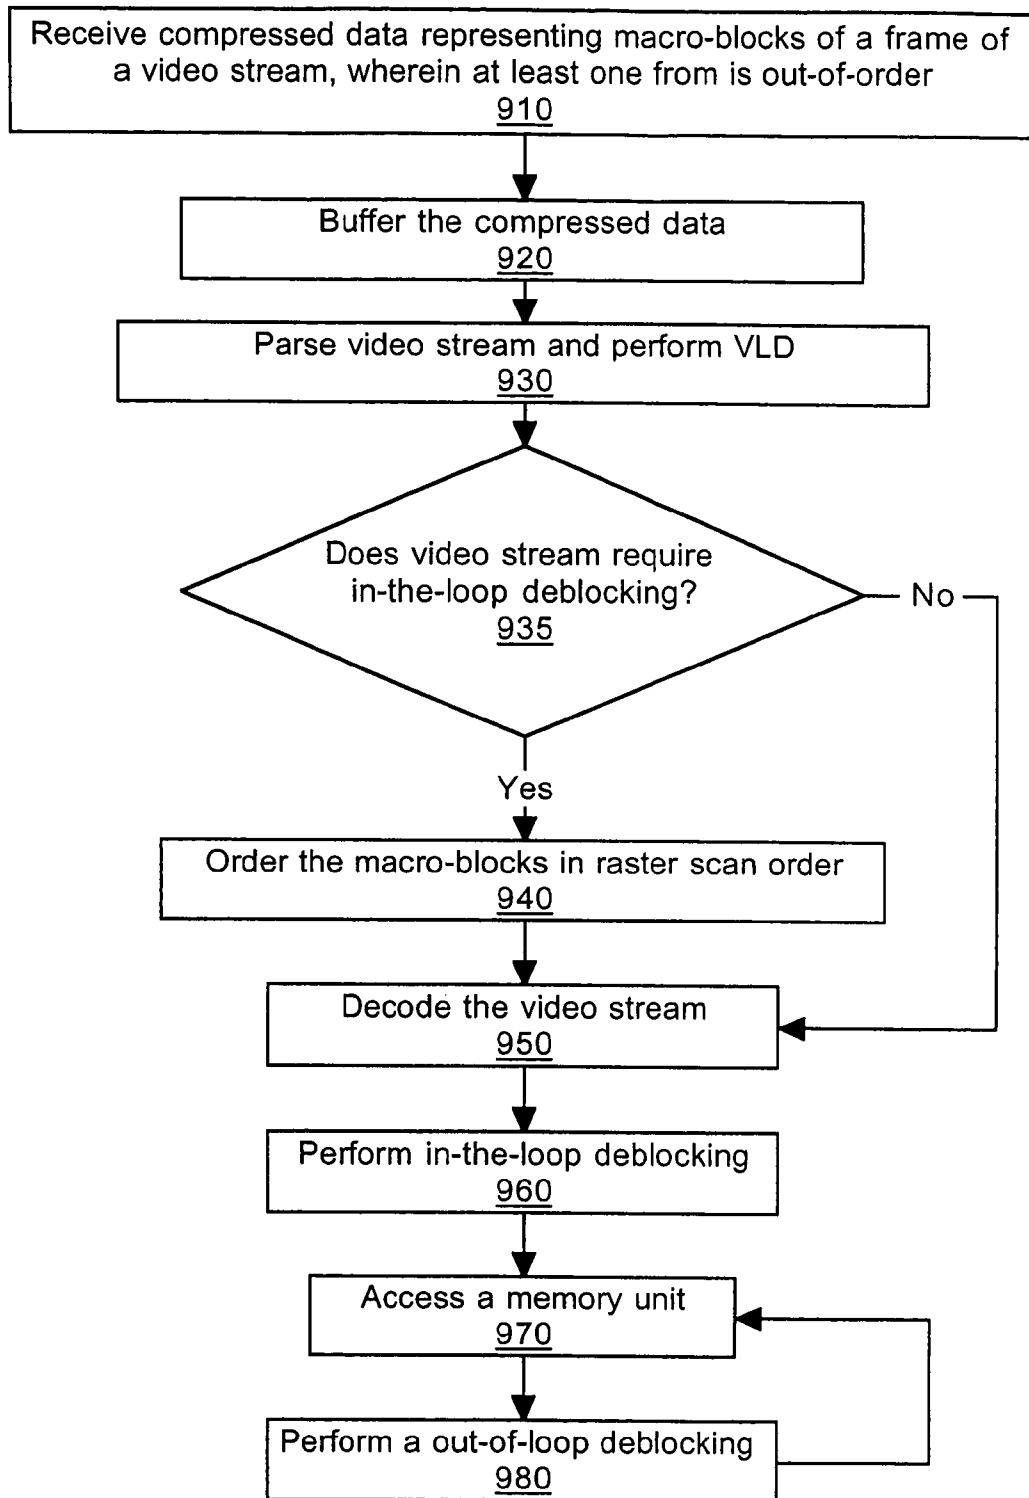 Receive compressed data representing macro-blocks of a frame of
a video stream, wherein at least one from is out-of-order
910
Buffer the compressed data
920
Parse video stream and perform VLD
930
Does video stream require
in-the-loop deblocking?
935
No
Yes
Order the macro-blocks in raster scan order
940
Decode the video stream
950
Perform in-the-loop deblocking
960
Access a memory unit
970
Perform a out-of-loop deblocking
980